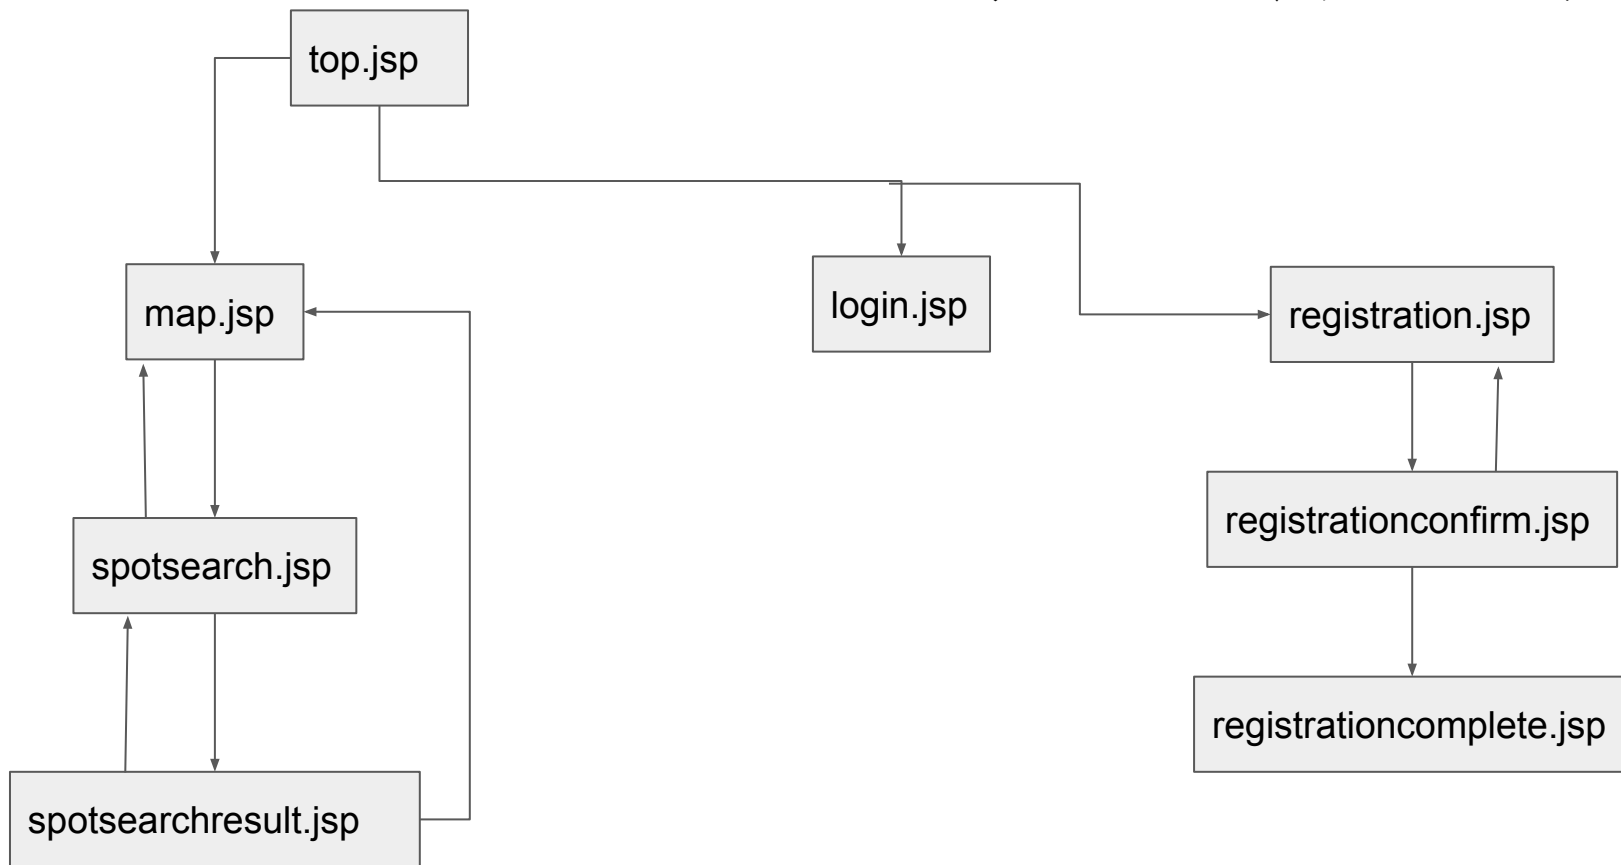 top.jsp
map.jsp
login.jsp
registration.jsp
registrationconfirm.jsp
spotsearch.jsp
registrationcomplete.jsp
spotsearchresult.jsp